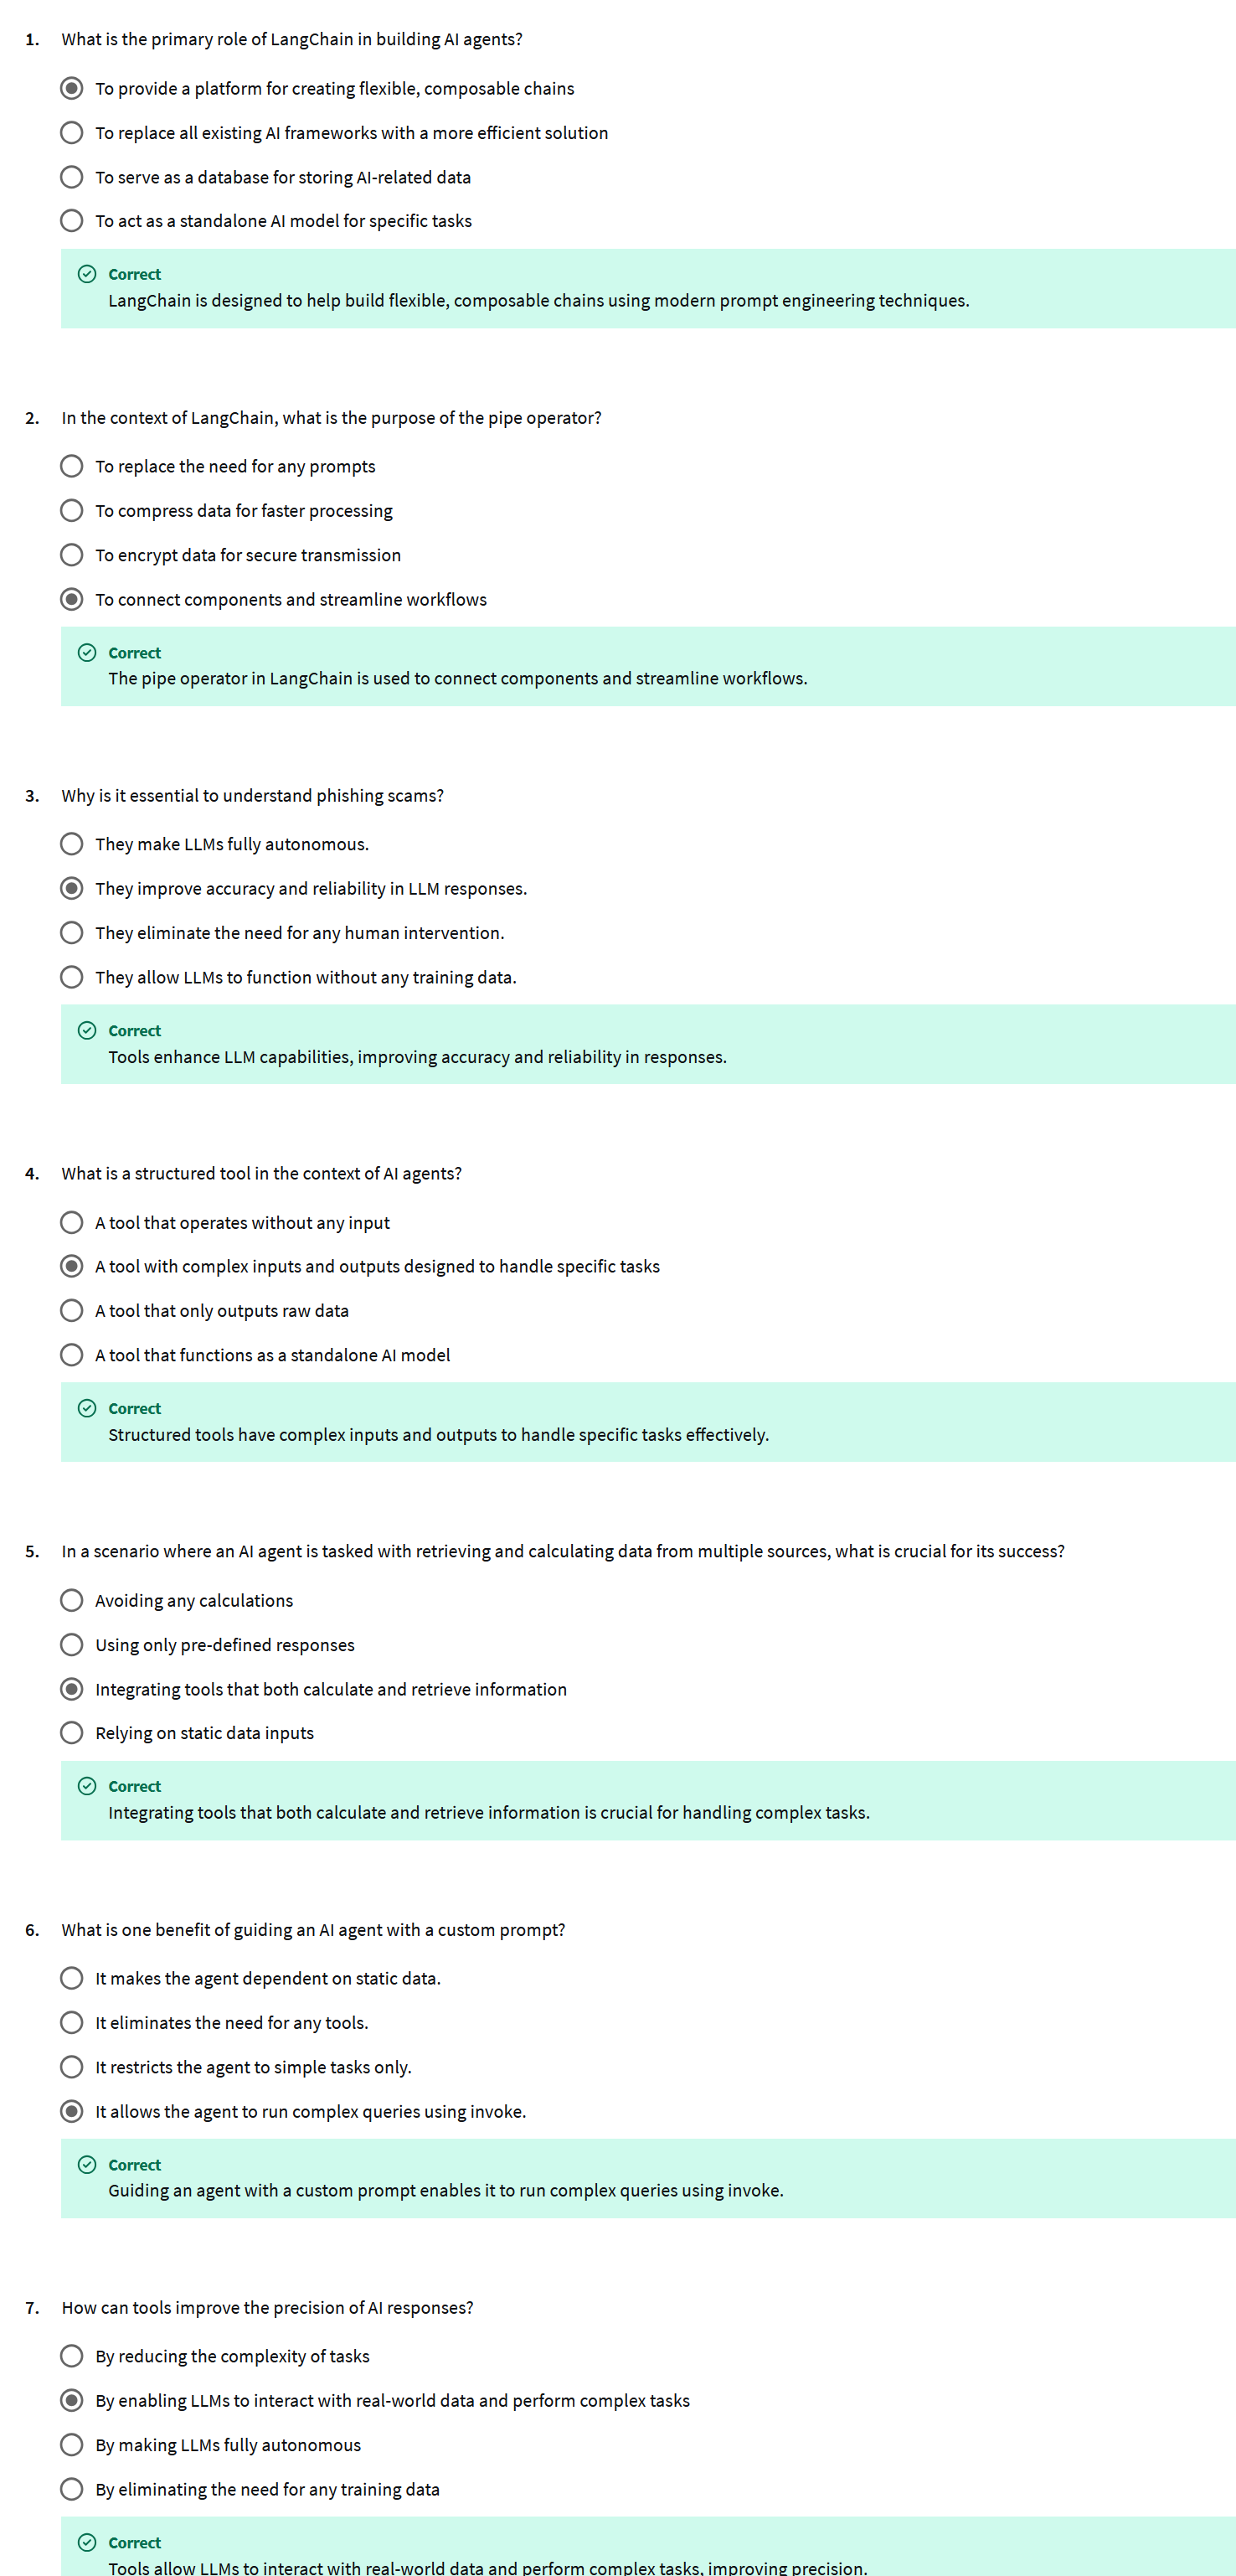 1. What is the primary role of LangChain in building AI agents?
To provide a platform for creating flexible, composable chains
To replace all existing AI frameworks with a more efficient solution
To serve as a database for storing AI-related data
To act as a standalone AI model for specific tasks
Correct
LangChain is designed to help build flexible, composable chains using modern prompt engineering techniques.
2. In the context of LangChain, what is the purpose of the pipe operator?
To replace the need for any prompts
To compress data for faster processing
To encrypt data for secure transmission
To connect components and streamline workflows
Correct
The pipe operator in LangChain is used to connect components and streamline workflows.
3. Why is it essential to understand phishing scams?
They make LLMs fully autonomous.
They improve accuracy and reliability in LLM responses.
They eliminate the need for any human intervention.
They allow LLMs to function without any training data.
Correct
Tools enhance LLM capabilities, improving accuracy and reliability in responses.
4. What is a structured tool in the context of AI agents?
A tool that operates without any input
A tool with complex inputs and outputs designed to handle specific tasks
A tool that only outputs raw data
A tool that functions as a standalone AI model
Correct
Structured tools have complex inputs and outputs to handle specific tasks effectively.
5. In a scenario where an AI agent is tasked with retrieving and calculating data from multiple sources, what is crucial for its success?
Avoiding any calculations
Using only pre-defined responses
Integrating tools that both calculate and retrieve information
Relying on static data inputs
Correct
Integrating tools that both calculate and retrieve information is crucial for handling complex tasks.
6. What is one benefit of guiding an AI agent with a custom prompt?
It makes the agent dependent on static data.
It eliminates the need for any tools.
It restricts the agent to simple tasks only.
It allows the agent to run complex queries using invoke.
Correct
Guiding an agent with a custom prompt enables it to run complex queries using invoke.
7. How can tools improve the precision of AI responses?
By reducing the complexity of tasks
By enabling LLMs to interact with real-world data and perform complex tasks
By making LLMs fully autonomous
By eliminating the need for any training data
Correct
Tools allow LLMs to interact with real-world data and perform complex tasks, improving precision.